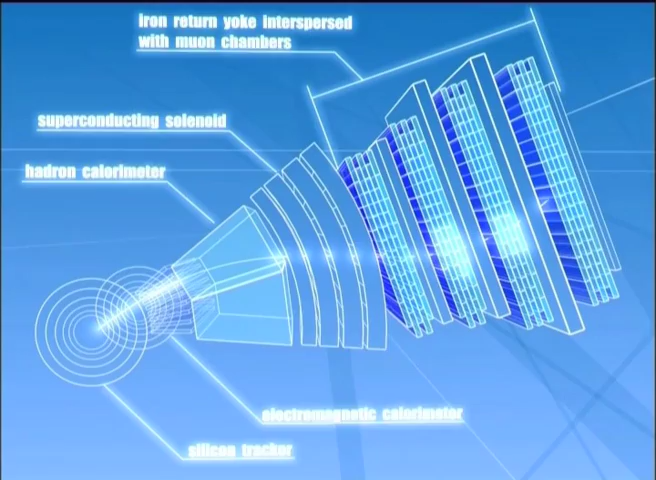 iron return yoke interspersed
with muon chambers
superconducting solenoid
hadron calorimeter
electromagnetic calorimeter
silicon tracker